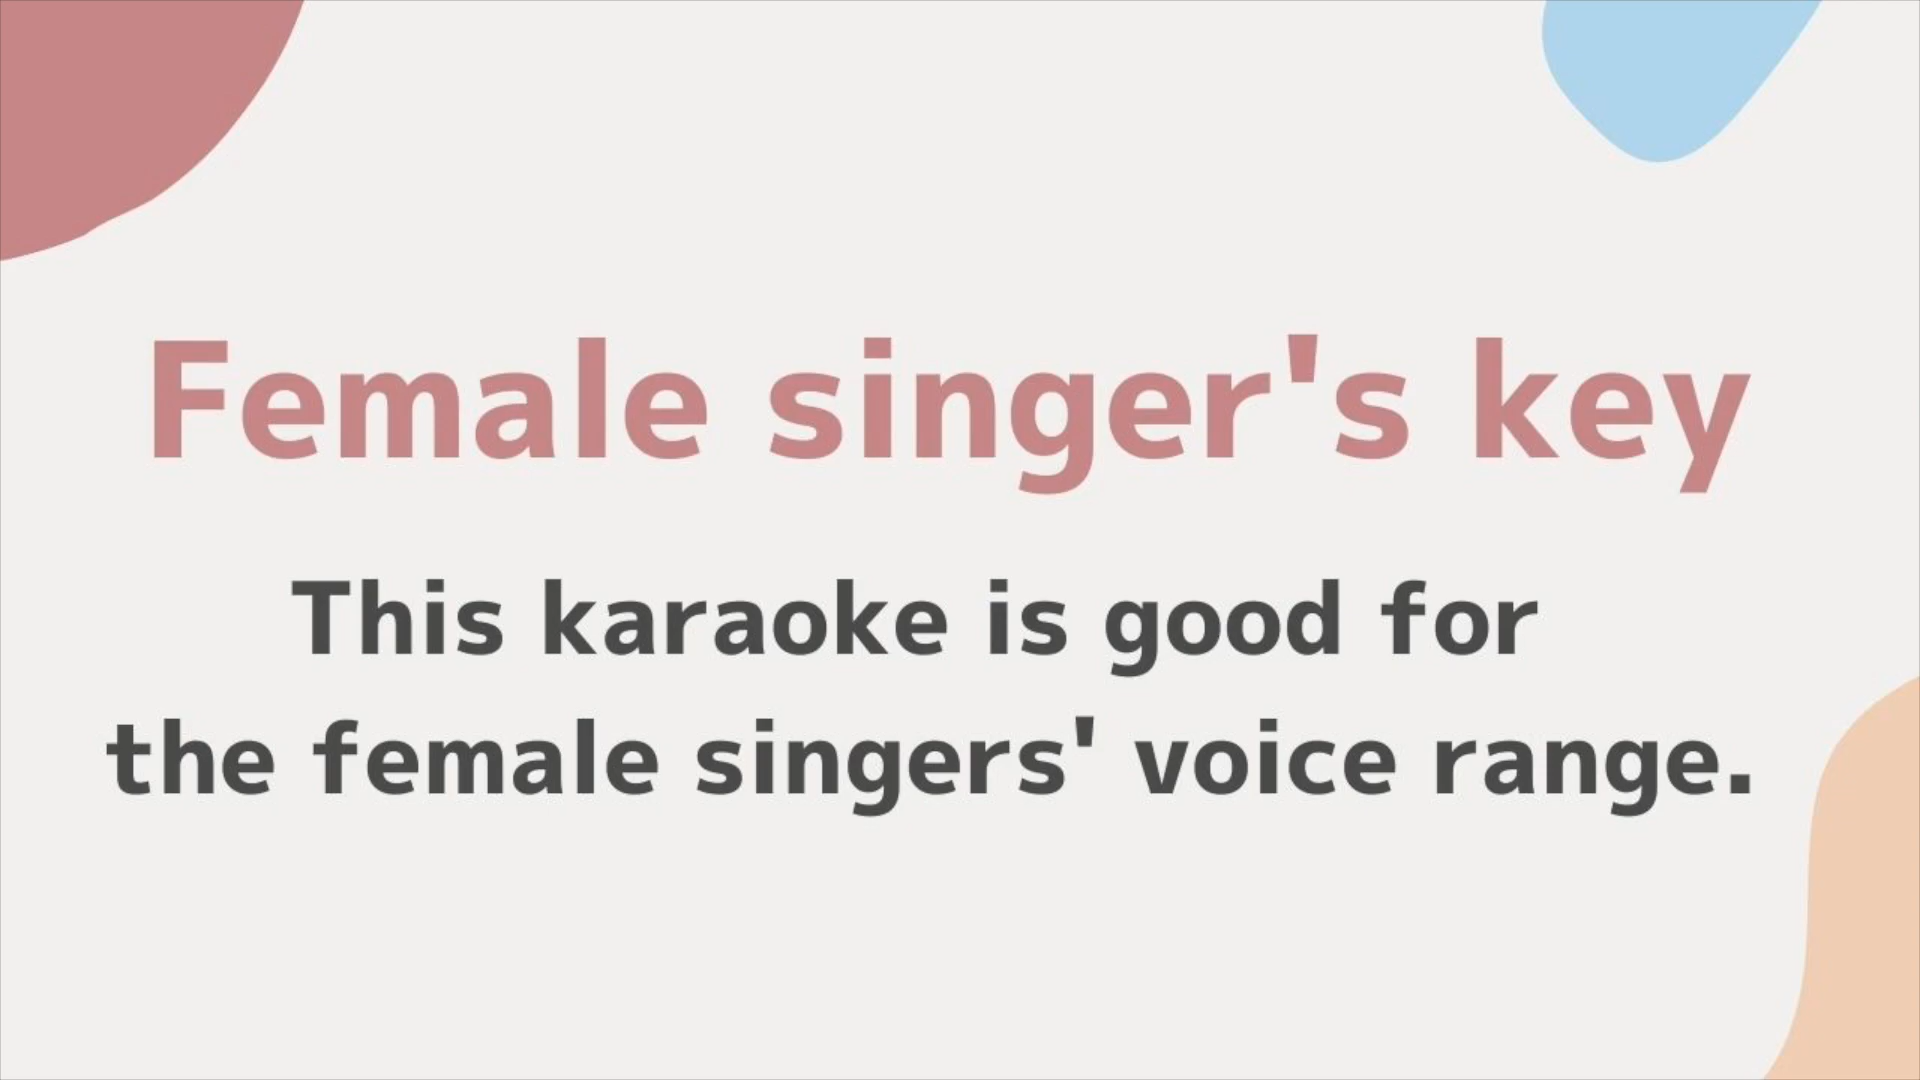 Female singer's key
This karaoke is good for
the female singers' voice range.